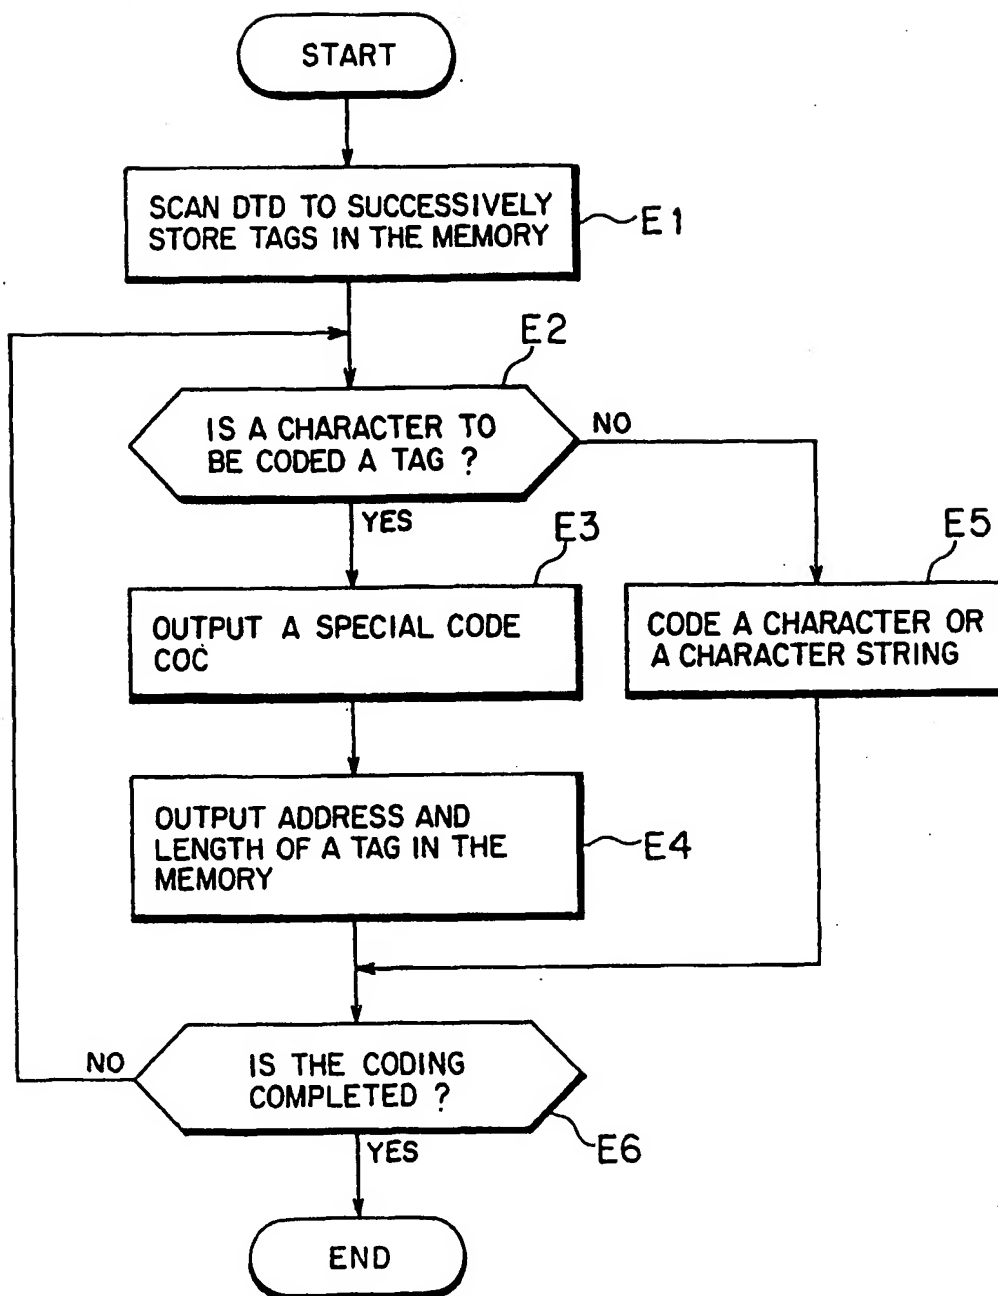 START
SCAN DTD TO SUCCESSIVELY
STORE TAGS IN THE MEMORY
E1
E2
IS A CHARACTER TO
BE CODED A TAG ?
NO
YES
E3
E5
OUTPUT A SPECIAL CODE
COC
CODE A CHARACTER OR
A CHARACTER STRING
OUTPUT ADDRESS AND
LENGTH OF A TAG IN THE
MEMORY
E4
NO
IS THE CODING
COMPLETED ?
YES
E6
END